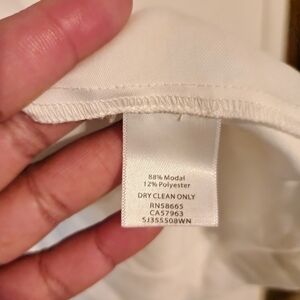 88% Modal
12% Polyester
DRY CLEAN ONLY
RN58665
CA57963
SJ355508WN